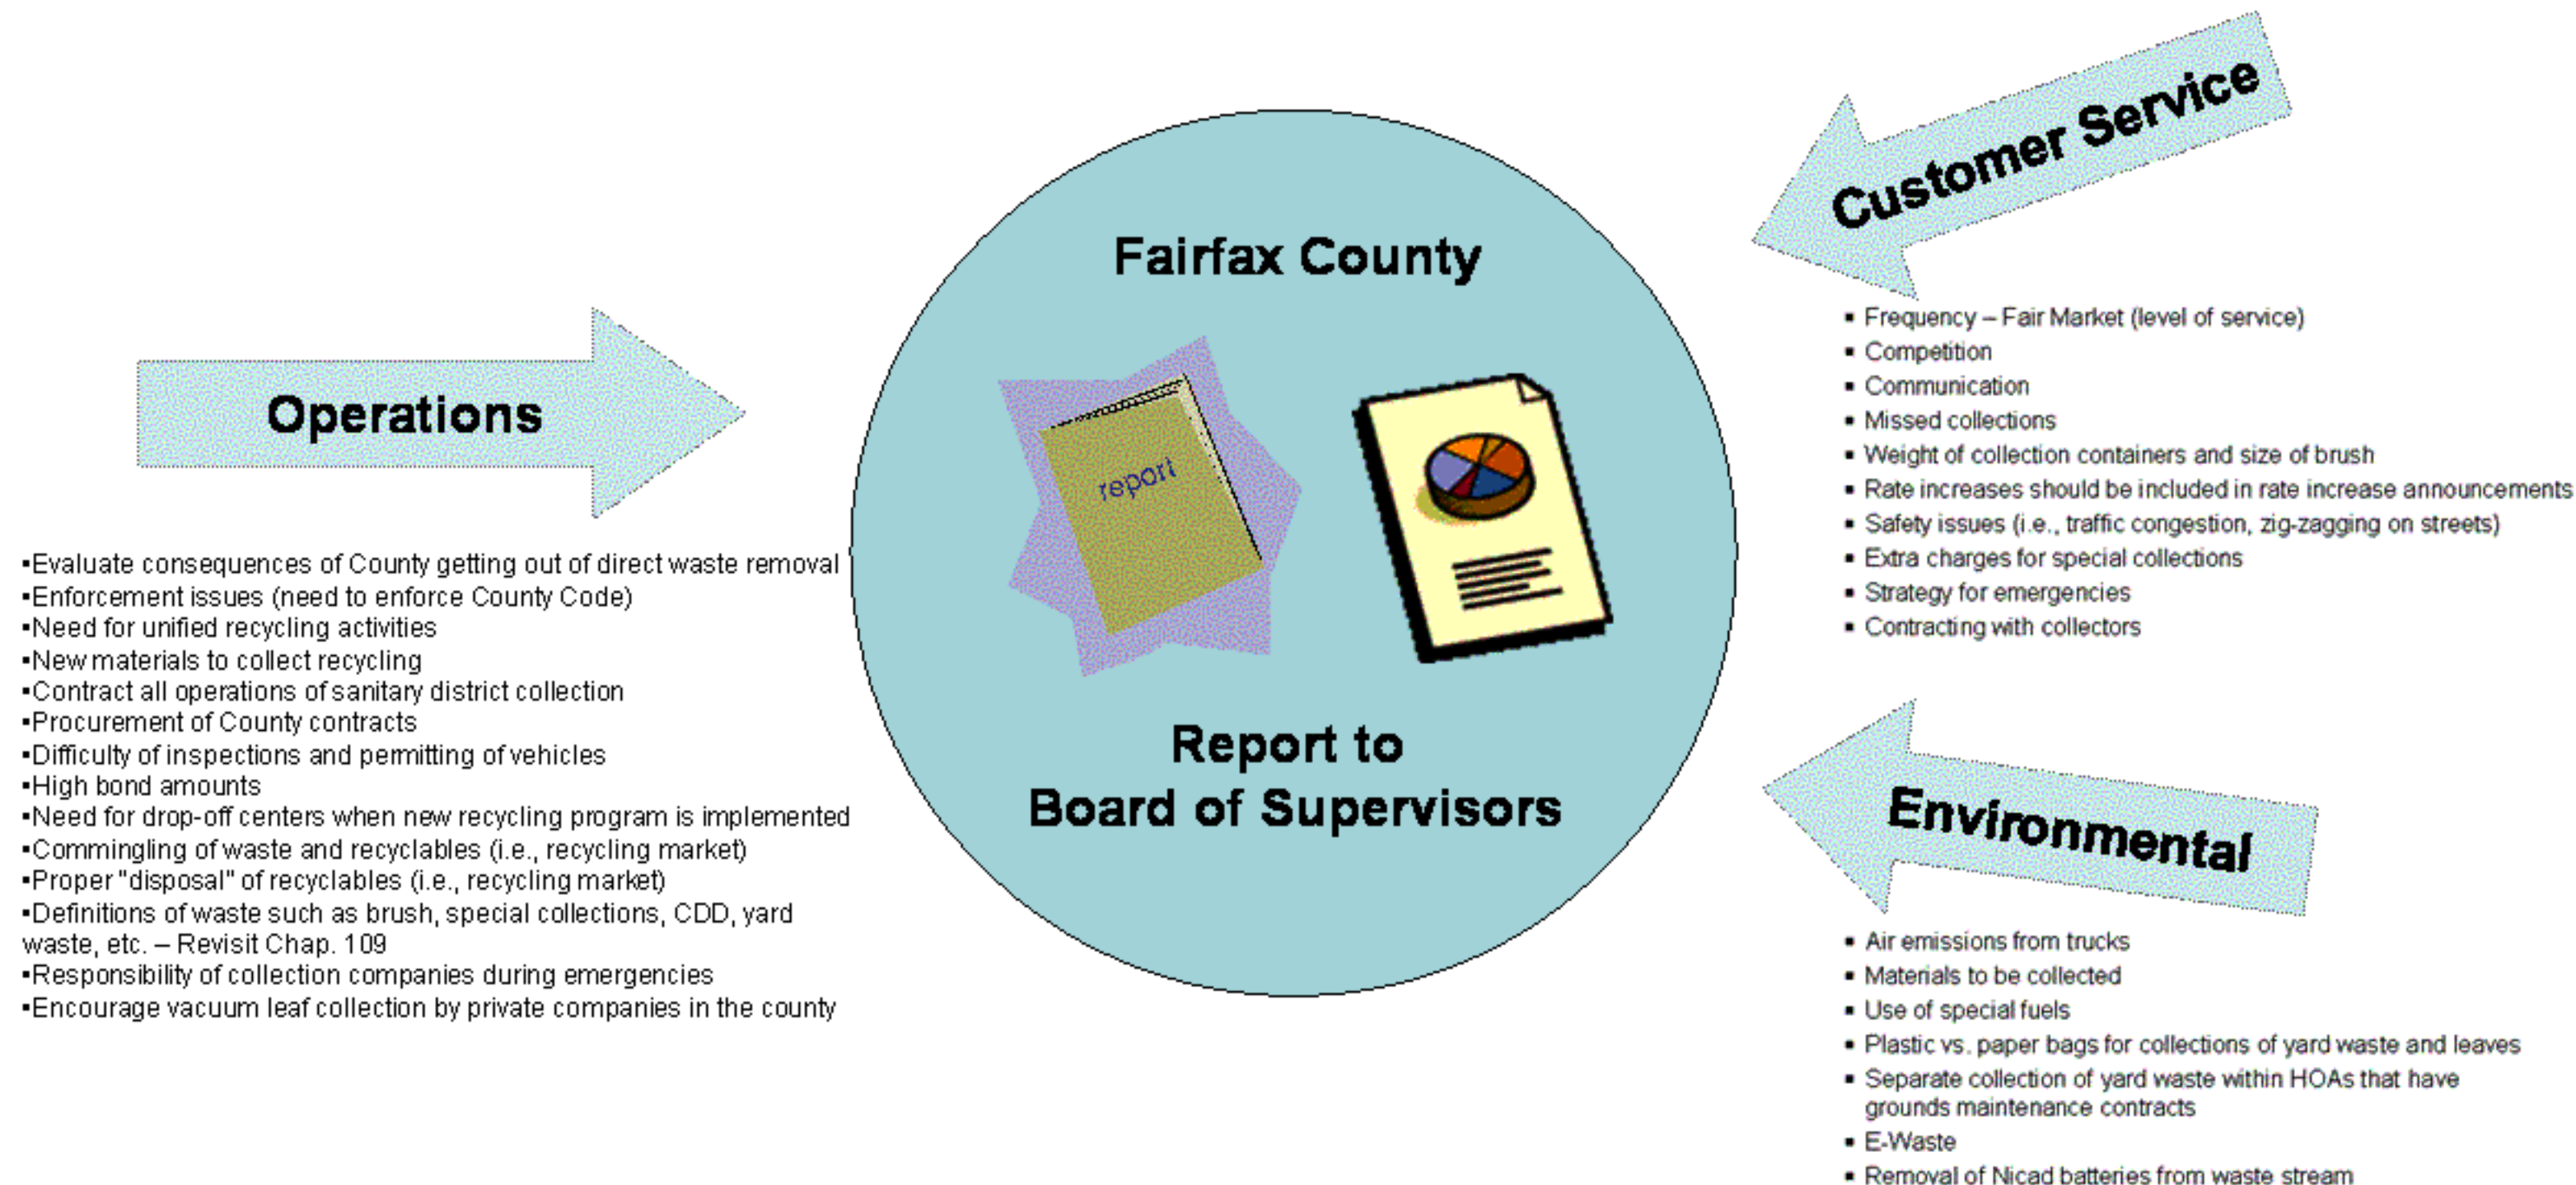 Operations
▪Evaluate consequences of County getting out of direct waste removal
▪Enforcement issues (need to enforce County Code)
▪Need for unified recycling activities
▪New materials to collect recycling
▪Contract all operations of sanitary district collection
▪Procurement of County contracts
▪Difficulty of inspections and permitting of vehicles
▪High bond amounts
▪Need for drop-off centers when new recycling program is implemented
▪Commingling of waste and recyclables (i.e., recycling market)
▪Proper "disposal" of recyclables (i.e., recycling market)
▪Definitions of waste such as brush, special collections, CDD, yard
waste, etc. – Revisit Chap. 109
▪Responsibility of collection companies during emergencies
▪Encourage vacuum leaf collection by private companies in the county
Fairfax County
report
Report to
Board of Supervisors
Customer Service
▪ Frequency – Fair Market (level of service)
▪ Competition
▪ Communication
▪ Missed collections
▪ Weight of collection containers and size of brush
▪ Rate increases should be included in rate increase announcements
▪ Safety issues (i.e., traffic congestion, zig-zagging on streets)
▪ Extra charges for special collections
▪ Strategy for emergencies
▪ Contracting with collectors
Environmental
▪ Air emissions from trucks
▪ Materials to be collected
▪ Use of special fuels
▪ Plastic vs. paper bags for collections of yard waste and leaves
▪ Separate collection of yard waste within HOAs that have
grounds maintenance contracts
▪ E-Waste
▪ Removal of Nicad batteries from waste stream